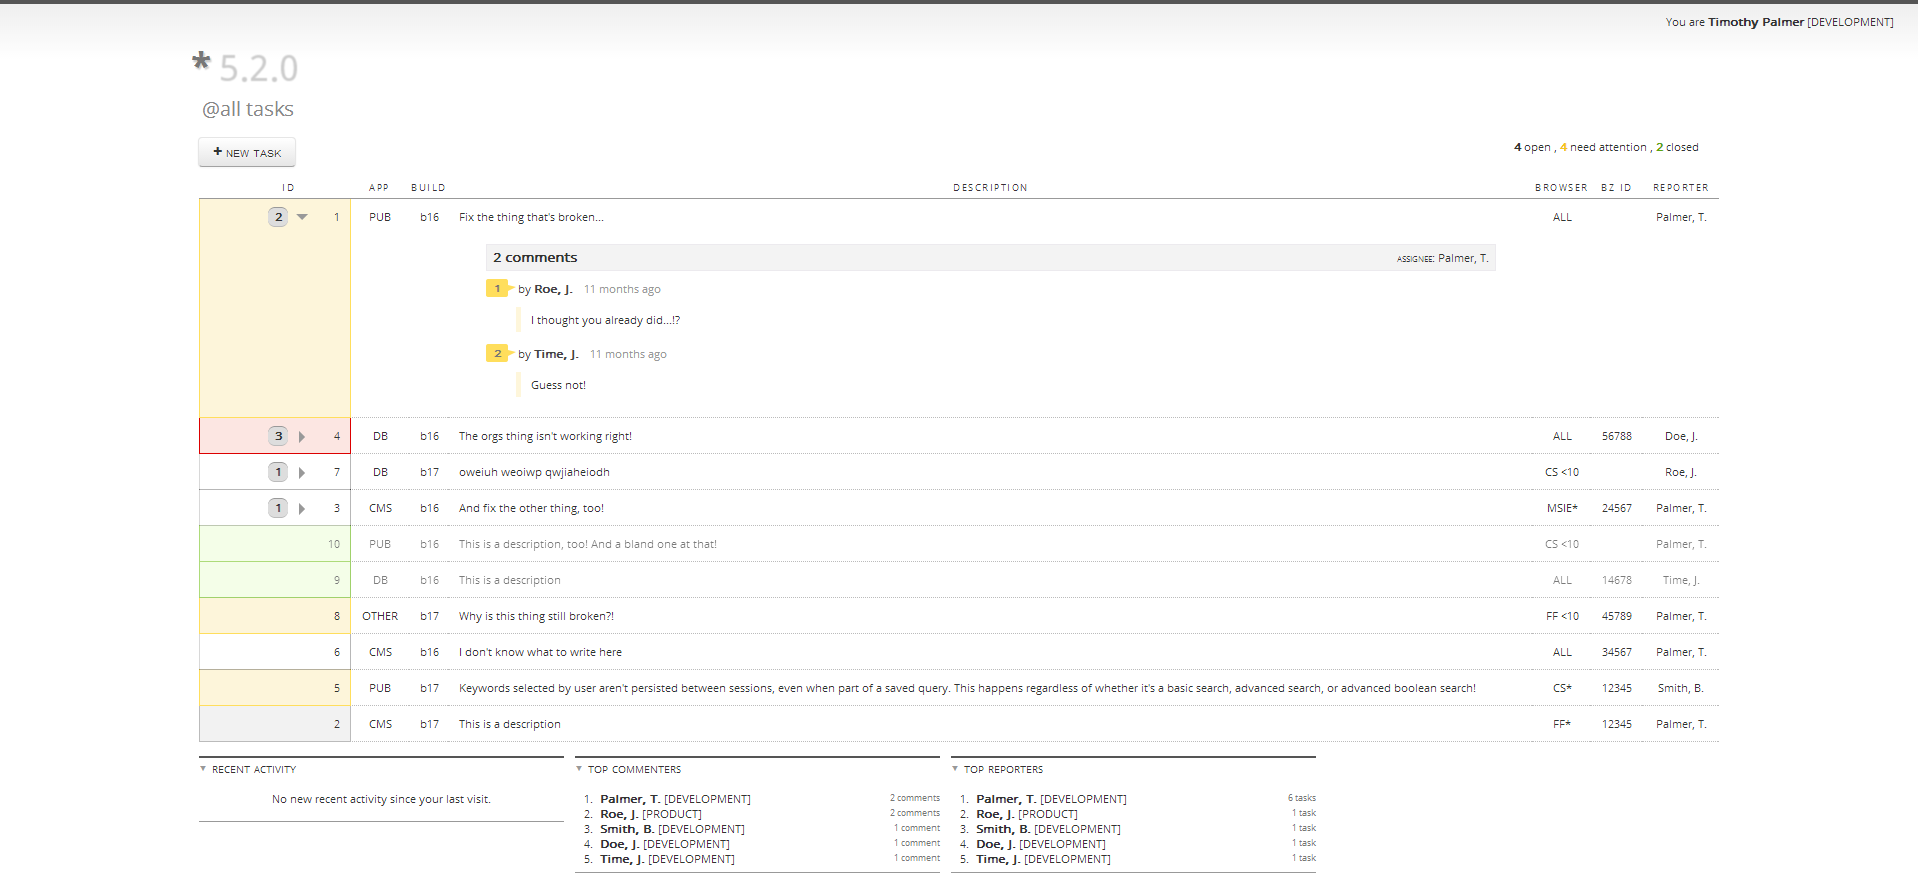 You are Timothy Palmer [DEVELOPMENT]
* 5.2.0
@all tasks
+ NEW TASK
4 open , 4 need attention , 2 closed
ID APP BUILD DESCRIPTION BROWSER BZ ID REPORTER
2 1 PUB b16 Fix the thing that's broken... ALL Palmer, T.
2 comments ASSIGNEE: Palmer, T.
1 by Roe, J. 11 months ago
I thought you already did...!?
2 by Time, J. 11 months ago
Guess not!
3 4 DB b16 The orgs thing isn't working right! ALL 56788 Doe, J.
1 7 DB b17 oweiuh weoiwp qwjiaheiodh CS <10 Roe, J.
1 3 CMS b16 And fix the other thing, too! MSIE* 24567 Palmer, T.
10 PUB b16 This is a description, too! And a bland one at that! CS <10 Palmer, T.
9 DB b16 This is a description ALL 14678 Time, J.
8 OTHER b17 Why is this thing still broken?! FF <10 45789 Palmer, T.
6 CMS b16 I don't know what to write here ALL 34567 Palmer, T.
5 PUB b17 Keywords selected by user aren't persisted between sessions, even when part of a saved query. This happens regardless of whether it's a basic search, advanced search, or advanced boolean search! CS* 12345 Smith, B.
2 CMS b17 This is a description FF* 12345 Palmer, T.
RECENT ACTIVITY
No new recent activity since your last visit.
TOP COMMENTERS
1. Palmer, T. [DEVELOPMENT] 2 comments
2. Roe, J. [PRODUCT] 2 comments
3. Smith, B. [DEVELOPMENT] 1 comment
4. Doe, J. [DEVELOPMENT] 1 comment
5. Time, J. [DEVELOPMENT] 1 comment
TOP REPORTERS
1. Palmer, T. [DEVELOPMENT] 6 tasks
2. Roe, J. [PRODUCT] 1 task
3. Smith, B. [DEVELOPMENT] 1 task
4. Doe, J. [DEVELOPMENT] 1 task
5. Time, J. [DEVELOPMENT] 1 task